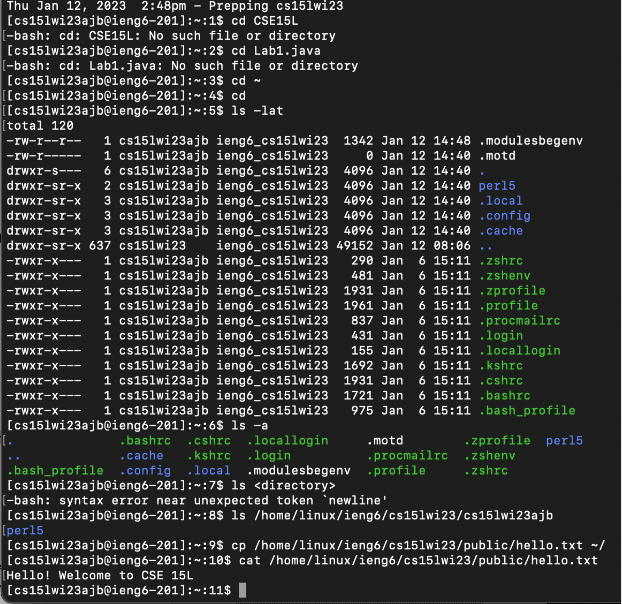 Thu Jan 12, 2023  2:48pm - Prepping cs15lwi23
[cs15lwi23ajb@ieng6-201]:~:1$ cd CSE15L
-bash: cd: CSE15L: No such file or directory
[cs15lwi23ajb@ieng6-201]:~:2$ cd Lab1.java
-bash: cd: Lab1.java: No such file or directory
[cs15lwi23ajb@ieng6-201]:~:3$ cd ~
[cs15lwi23ajb@ieng6-201]:~:4$ cd
[cs15lwi23ajb@ieng6-201]:~:5$ ls -lat
total 120
-rw-r--r--   1 cs15lwi23ajb ieng6_cs15lwi23  1342 Jan 12 14:48 .modulesbegenv
-rw-r-----   1 cs15lwi23ajb ieng6_cs15lwi23     0 Jan 12 14:40 .motd
drwxr-s---   6 cs15lwi23ajb ieng6_cs15lwi23  4096 Jan 12 14:40 .
drwxr-sr-x   2 cs15lwi23ajb ieng6_cs15lwi23  4096 Jan 12 14:40 perl5
drwxr-sr-x   3 cs15lwi23ajb ieng6_cs15lwi23  4096 Jan 12 14:40 .local
drwxr-sr-x   3 cs15lwi23ajb ieng6_cs15lwi23  4096 Jan 12 14:40 .config
drwxr-sr-x   3 cs15lwi23ajb ieng6_cs15lwi23  4096 Jan 12 14:40 .cache
drwxr-sr-x 637 cs15lwi23    ieng6_cs15lwi23 49152 Jan 12 08:06 ..
-rwxr-x---   1 cs15lwi23ajb ieng6_cs15lwi23   290 Jan  6 15:11 .zshrc
-rwxr-x---   1 cs15lwi23ajb ieng6_cs15lwi23   481 Jan  6 15:11 .zshenv
-rwxr-x---   1 cs15lwi23ajb ieng6_cs15lwi23  1931 Jan  6 15:11 .zprofile
-rwxr-x---   1 cs15lwi23ajb ieng6_cs15lwi23  1961 Jan  6 15:11 .profile
-rwxr-x---   1 cs15lwi23ajb ieng6_cs15lwi23   837 Jan  6 15:11 .procmailrc
-rwxr-x---   1 cs15lwi23ajb ieng6_cs15lwi23   431 Jan  6 15:11 .login
-rwxr-x---   1 cs15lwi23ajb ieng6_cs15lwi23   155 Jan  6 15:11 .locallogin
-rwxr-x---   1 cs15lwi23ajb ieng6_cs15lwi23  1692 Jan  6 15:11 .kshrc
-rwxr-x---   1 cs15lwi23ajb ieng6_cs15lwi23  1931 Jan  6 15:11 .cshrc
-rwxr-x---   1 cs15lwi23ajb ieng6_cs15lwi23  1721 Jan  6 15:11 .bashrc
-rwxr-x---   1 cs15lwi23ajb ieng6_cs15lwi23   975 Jan  6 15:11 .bash_profile
[cs15lwi23ajb@ieng6-201]:~:6$ ls -a
.              .bashrc  .cshrc  .locallogin     .motd        .zprofile  perl5
..             .cache   .kshrc  .login          .procmailrc  .zshenv
.bash_profile  .config  .local  .modulesbegenv  .profile     .zshrc
[cs15lwi23ajb@ieng6-201]:~:7$ ls <directory>
-bash: syntax error near unexpected token `newline'
[cs15lwi23ajb@ieng6-201]:~:8$ ls /home/linux/ieng6/cs15lwi23/cs15lwi23ajb
perl5
[cs15lwi23ajb@ieng6-201]:~:9$ cp /home/linux/ieng6/cs15lwi23/public/hello.txt ~/
[cs15lwi23ajb@ieng6-201]:~:10$ cat /home/linux/ieng6/cs15lwi23/public/hello.txt
Hello! Welcome to CSE 15L
[cs15lwi23ajb@ieng6-201]:~:11$